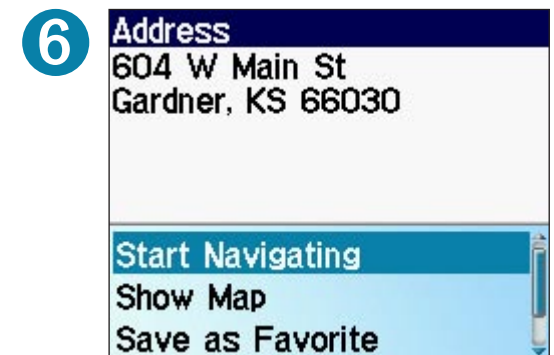 6
Address
604 W Main St
Gardner, KS 66030
Start Navigating
Show Map
Save as Favorite